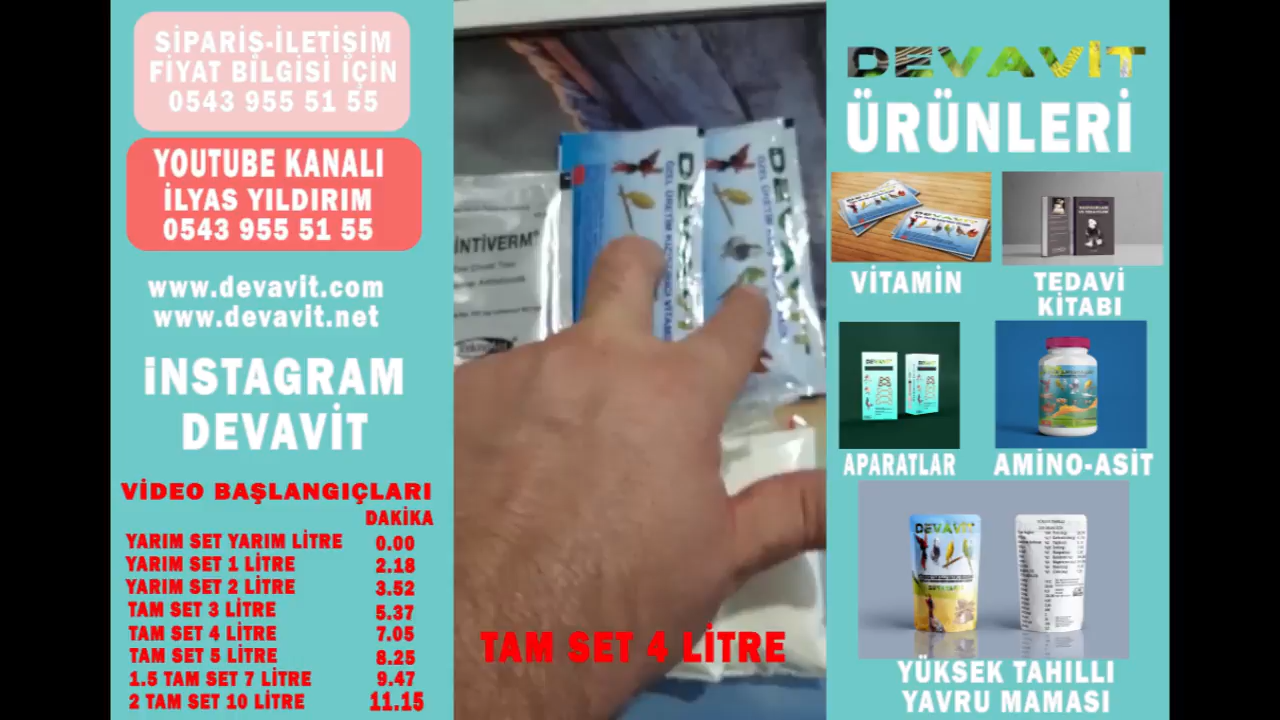 SİPARİŞ-İLETİŞİM
FİYAT BİLGİSİ İÇİN
0543 955 51 55
YOUTUBE KANALI
İLYAS YILDIRIM
0543 955 51 55
www.devavit.com
www.devavit.net
İNSTAGRAM
DEVAVİT
VİDEO BAŞLANGIÇLARI
DAKİKA
YARIM SET YARIM LİTRE 0.00
YARIM SET 1 LİTRE 2.18
YARIM SET 2 LİTRE 3.52
TAM SET 3 LİTRE 5.37
TAM SET 4 LİTRE 7.05
TAM SET 5 LİTRE 8.25
1.5 TAM SET 7 LİTRE 9.47
2 TAM SET 10 LİTRE 11.15
INTIVERM
TAM SET 4 LİTRE
DEVAVİT
ÜRÜNLERİ
DEVAVİT
VİTAMİN
TEDAVİ
KİTABI
APARATLAR
AMİNO-ASİT
DEVAVİT
YÜKSEK TAHILLI
YAVRU MAMASI